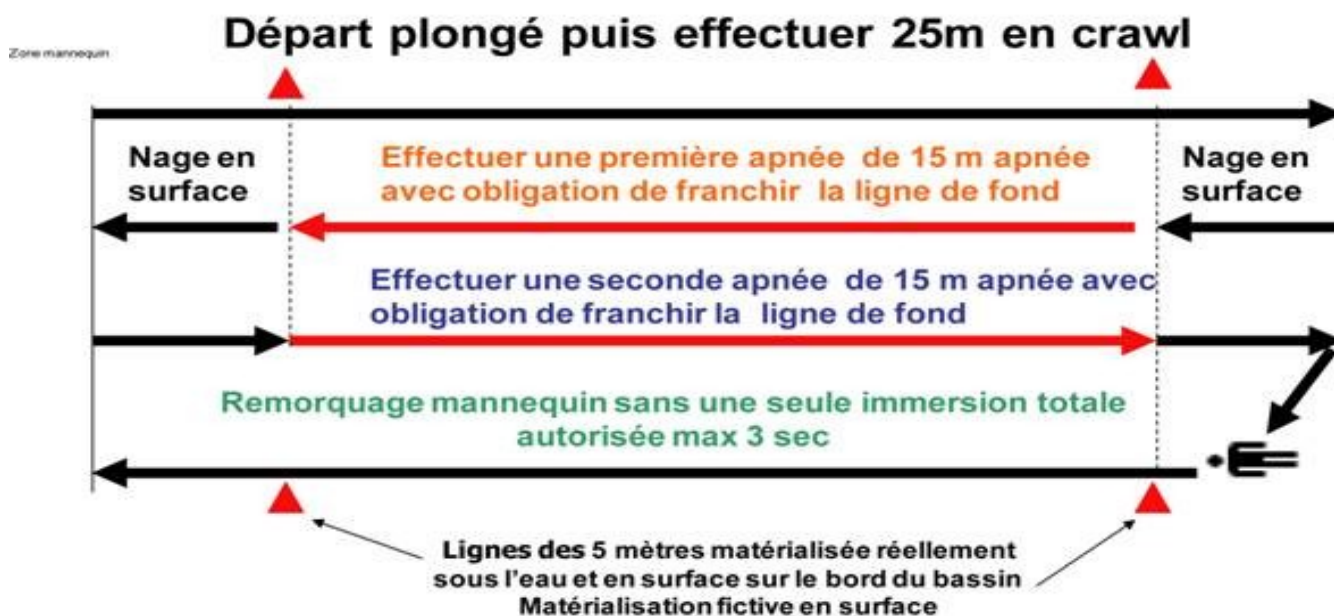 Départ plongé puis effectuer 25m en crawl
Zone mannequin
Nage en
surface
Effectuer une première apnée de 15 m apnée
avec obligation de franchir la ligne de fond
Nage en
surface
Effectuer une seconde apnée de 15 m apnée avec
obligation de franchir la ligne de fond
Remorquage mannequin sans une seule immersion totale
autorisée max 3 sec
Lignes des 5 mètres matérialisée réellement
sous l'eau et en surface sur le bord du bassin
Matérialisation fictive en surface